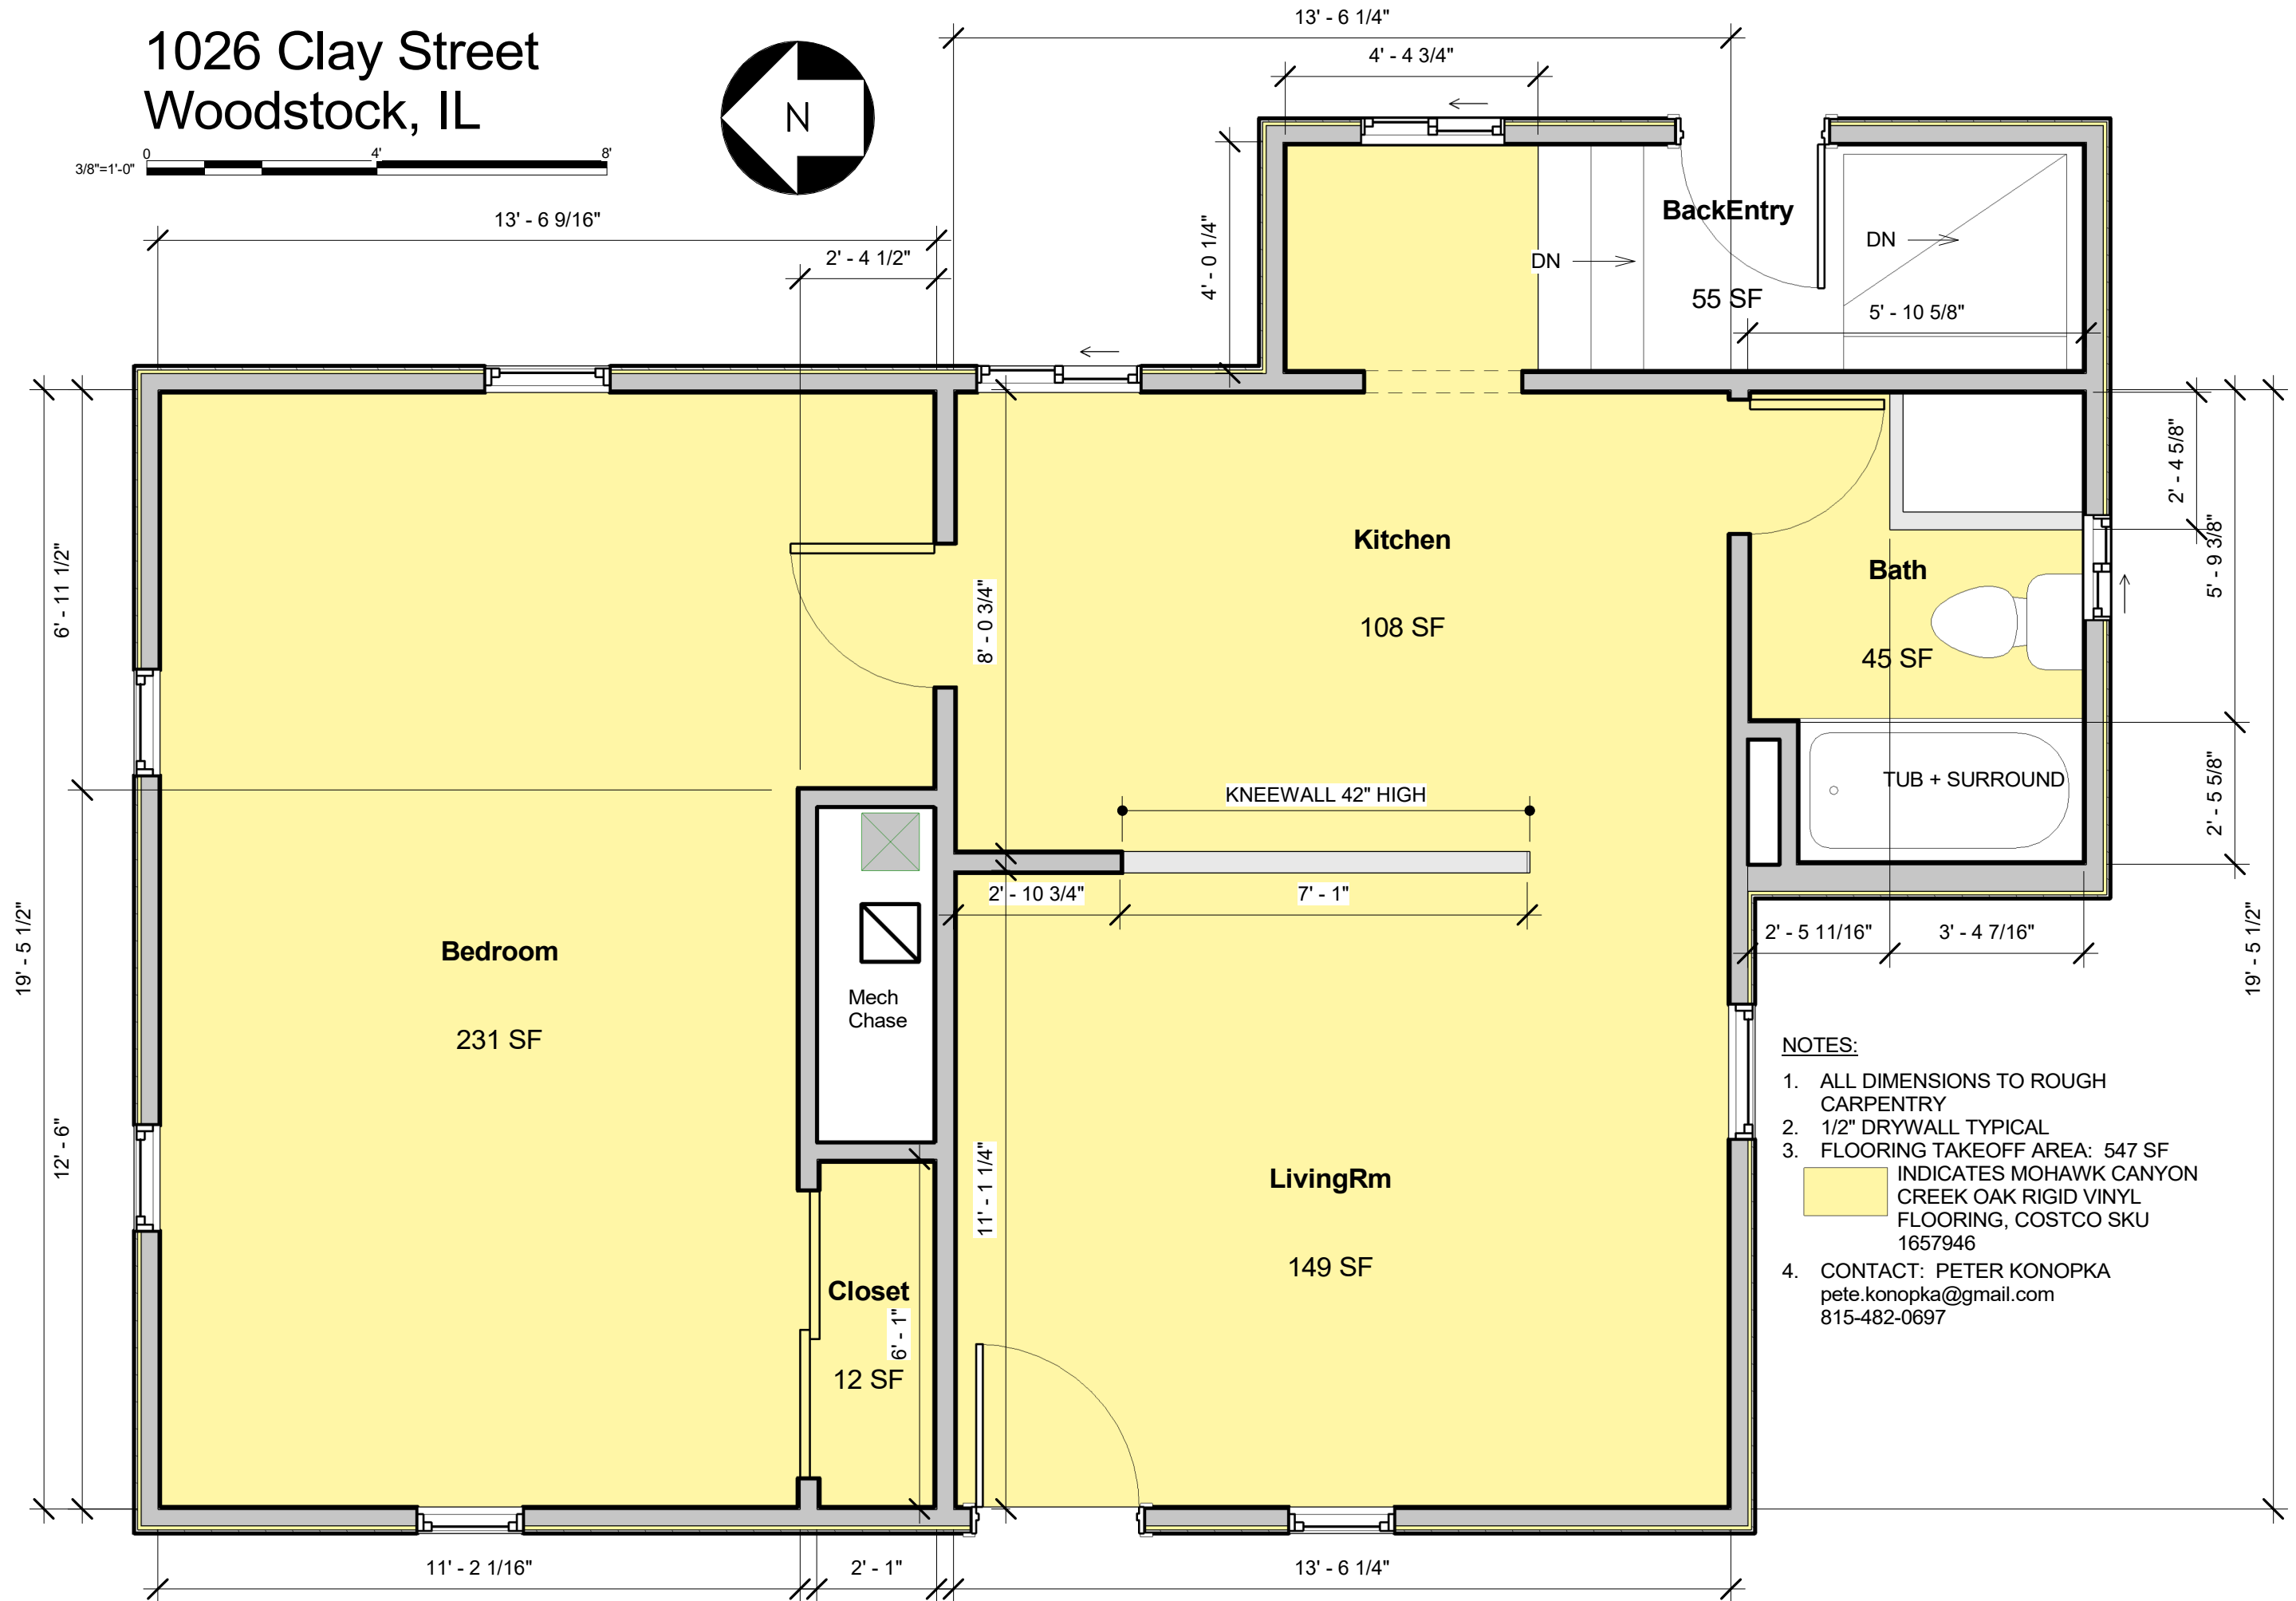 1026 Clay Street
Woodstock, IL
3/8"=1'-0"
0
4'
8'
N
13' - 6 1/4"
4' - 4 3/4"
13' - 6 9/16"
2' - 4 1/2"
4' - 0 1/4"
BackEntry
DN
DN
55 SF
5' - 10 5/8"
2' - 4 5/8"
5' - 9 3/8"
6' - 11 1/2"
8' - 0 3/4"
Kitchen
108 SF
Bath
45 SF
KNEEWALL 42" HIGH
TUB + SURROUND
2' - 5 5/8"
2' - 10 3/4"
7' - 1"
2' - 5 11/16"
3' - 4 7/16"
19' - 5 1/2"
19' - 5 1/2"
Bedroom
231 SF
Mech
Chase
12' - 6"
11' - 1 1/4"
LivingRm
149 SF
Closet
6' - 1"
12 SF
NOTES:
1. ALL DIMENSIONS TO ROUGH
CARPENTRY
2. 1/2" DRYWALL TYPICAL
3. FLOORING TAKEOFF AREA: 547 SF
INDICATES MOHAWK CANYON
CREEK OAK RIGID VINYL
FLOORING, COSTCO SKU
1657946
4. CONTACT: PETER KONOPKA
pete.konopka@gmail.com
815-482-0697
11' - 2 1/16"
2' - 1"
13' - 6 1/4"